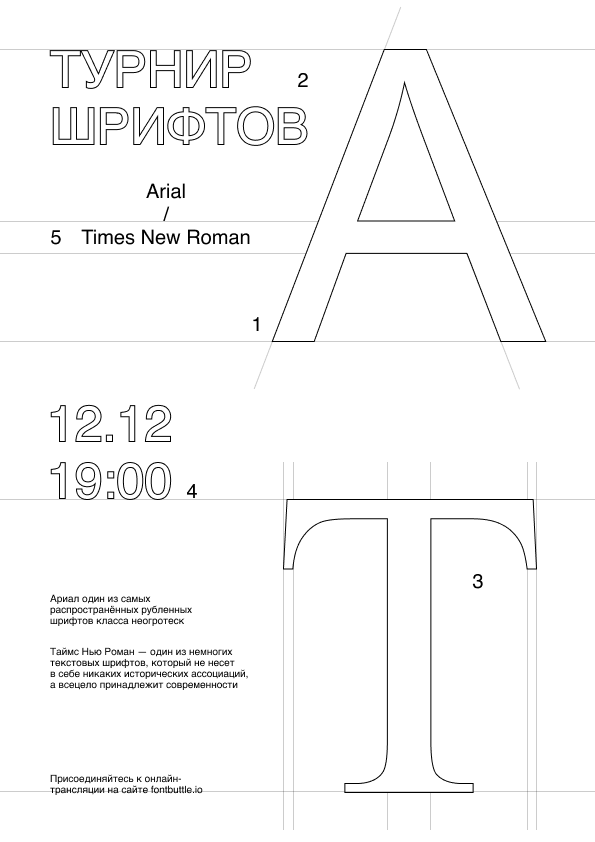 ТУРНИР
2
ШРИФТОВ
А
Arial
/
5 Times New Roman
1
12.12
19:00
4
Т
3
Ариал один из самых
распространённых рубленных
шрифтов класса неогротеск
Таймс Нью Роман — один из немногих
текстовых шрифтов, который не несет
в себе никаких исторических ассоциаций,
а всецело принадлежит современности
Присоединяйтесь к онлайн-
трансляции на сайте fontbuttle.io